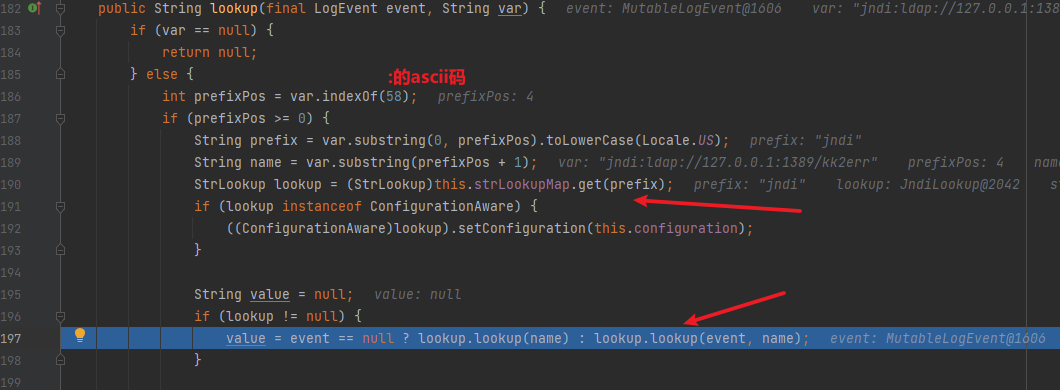 182 public String lookup(final LogEvent event, String var) { event: MutableLogEvent@1606 var: "jndi:ldap://127.0.0.1:138
183 if (var == null) {
184 return null;
185 } else {
:的ascii码
186 int prefixPos = var.indexOf(58); prefixPos: 4
187 if (prefixPos >= 0) {
188 String prefix = var.substring(0, prefixPos).toLowerCase(Locale.US); prefix: "jndi"
189 String name = var.substring(prefixPos + 1); var: "jndi:ldap://127.0.0.1:1389/kk2err" prefixPos: 4 nam
190 StrLookup lookup = (StrLookup)this.strLookupMap.get(prefix); prefix: "jndi" lookup: JndiLookup@2042 s
191 if (lookup instanceof ConfigurationAware) {
192 ((ConfigurationAware)lookup).setConfiguration(this.configuration);
193 }
194
195 String value = null; value: null
196 if (lookup != null) {
197 value = event == null ? lookup.lookup(name) : lookup.lookup(event, name); event: MutableLogEvent@1606
198 }
199